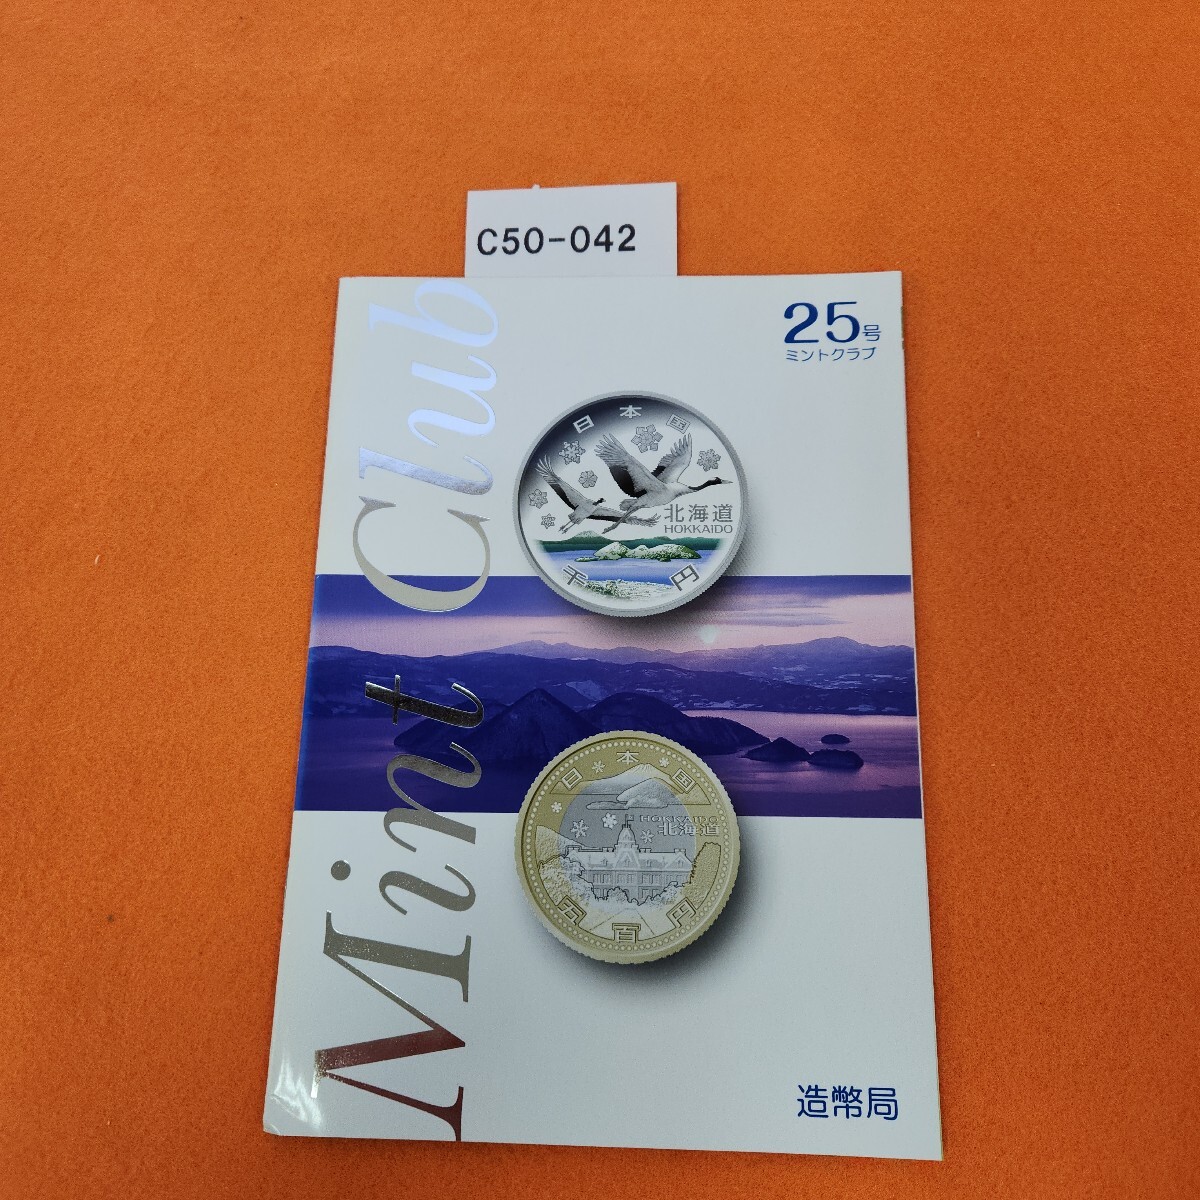 C50-042
25号
ミントクラブ
Mint Club
日本国
北海道
HOKKAIDO
千円
日本国
HOKKAIDO
北海道
五百円
造幣局